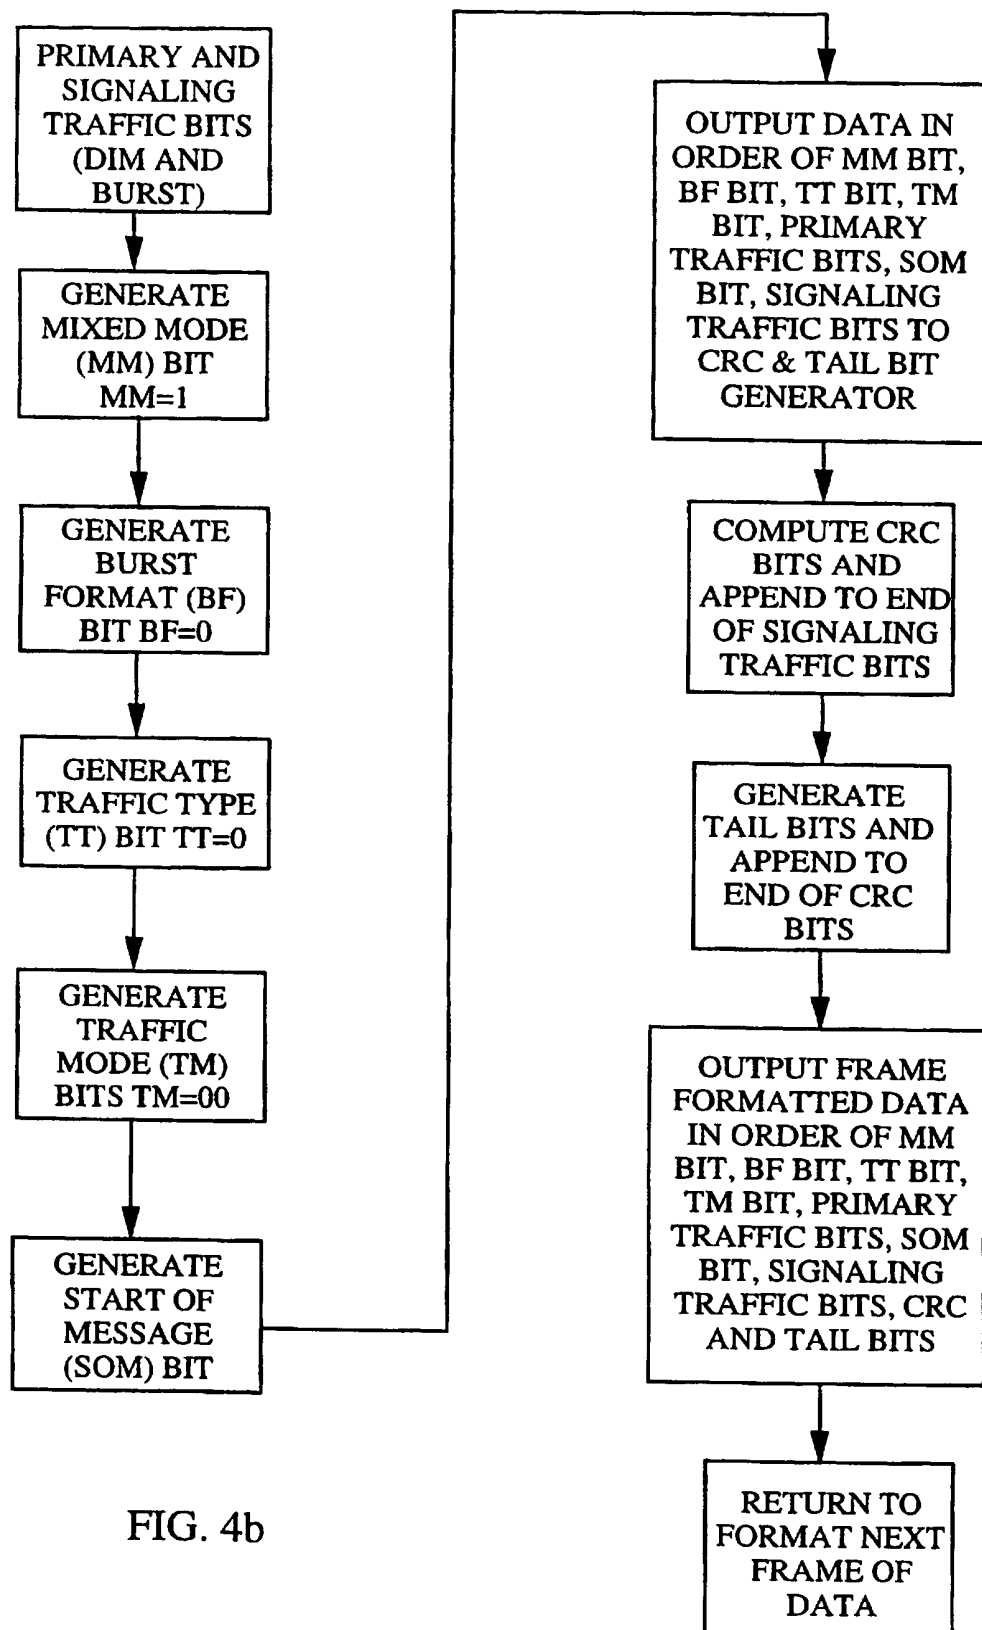 PRIMARY AND
SIGNALING
TRAFFIC BITS
(DIM AND
BURST)
GENERATE
MIXED MODE
(MM) BIT
MM=1
GENERATE
BURST
FORMAT (BF)
BIT BF=0
GENERATE
TRAFFIC TYPE
(TT) BIT TT=0
GENERATE
TRAFFIC
MODE (TM)
BITS TM=00
GENERATE
START OF
MESSAGE
(SOM) BIT
OUTPUT DATA IN
ORDER OF MM BIT,
BF BIT, TT BIT, TM
BIT, PRIMARY
TRAFFIC BITS, SOM
BIT, SIGNALING
TRAFFIC BITS TO
CRC & TAIL BIT
GENERATOR
COMPUTE CRC
BITS AND
APPEND TO END
OF SIGNALING
TRAFFIC BITS
GENERATE
TAIL BITS AND
APPEND TO
END OF CRC
BITS
OUTPUT FRAME
FORMATTED DATA
IN ORDER OF MM
BIT, BF BIT, TT BIT,
TM BIT, PRIMARY
TRAFFIC BITS, SOM
BIT, SIGNALING
TRAFFIC BITS, CRC
AND TAIL BITS
RETURN TO
FORMAT NEXT
FRAME OF
DATA
FIG. 4b